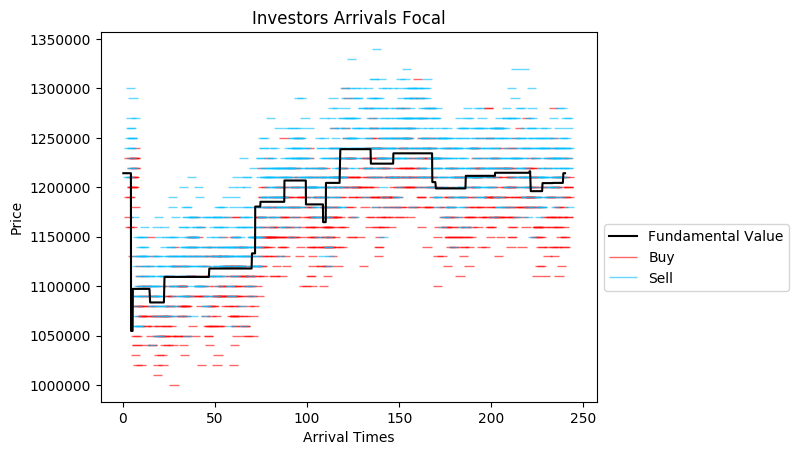 Investors Arrivals Focal
1350000
1300000
1250000
1200000
1150000
1100000
1050000
1000000
Price
0 50 100 150 200 250
Arrival Times
Fundamental Value
Buy
Sell